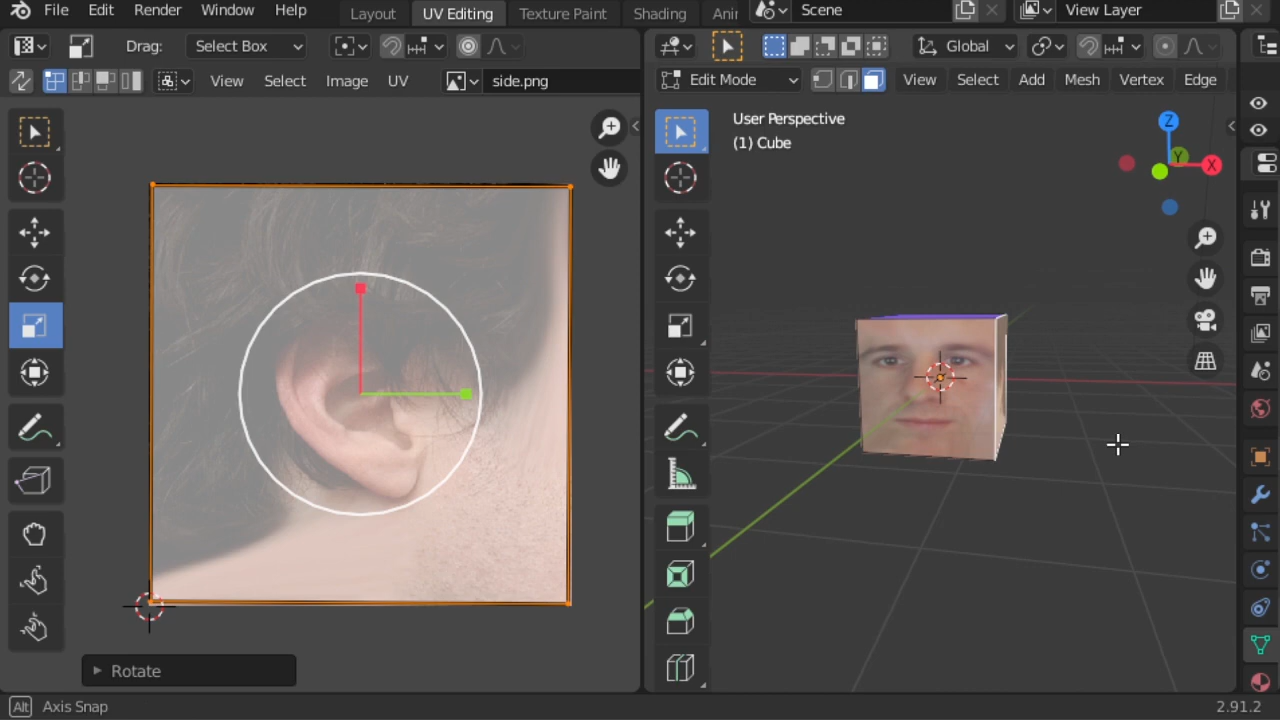 File Edit Render Window Help Layout UV Editing Texture Paint Shading Ani Scene View Layer
Drag: Select Box Global
View Select Image UV side.png Edit Mode View Select Add Mesh Vertex Edge
User Perspective
(1) Cube
Z
Y
X
Rotate
Alt Axis Snap 2.91.2